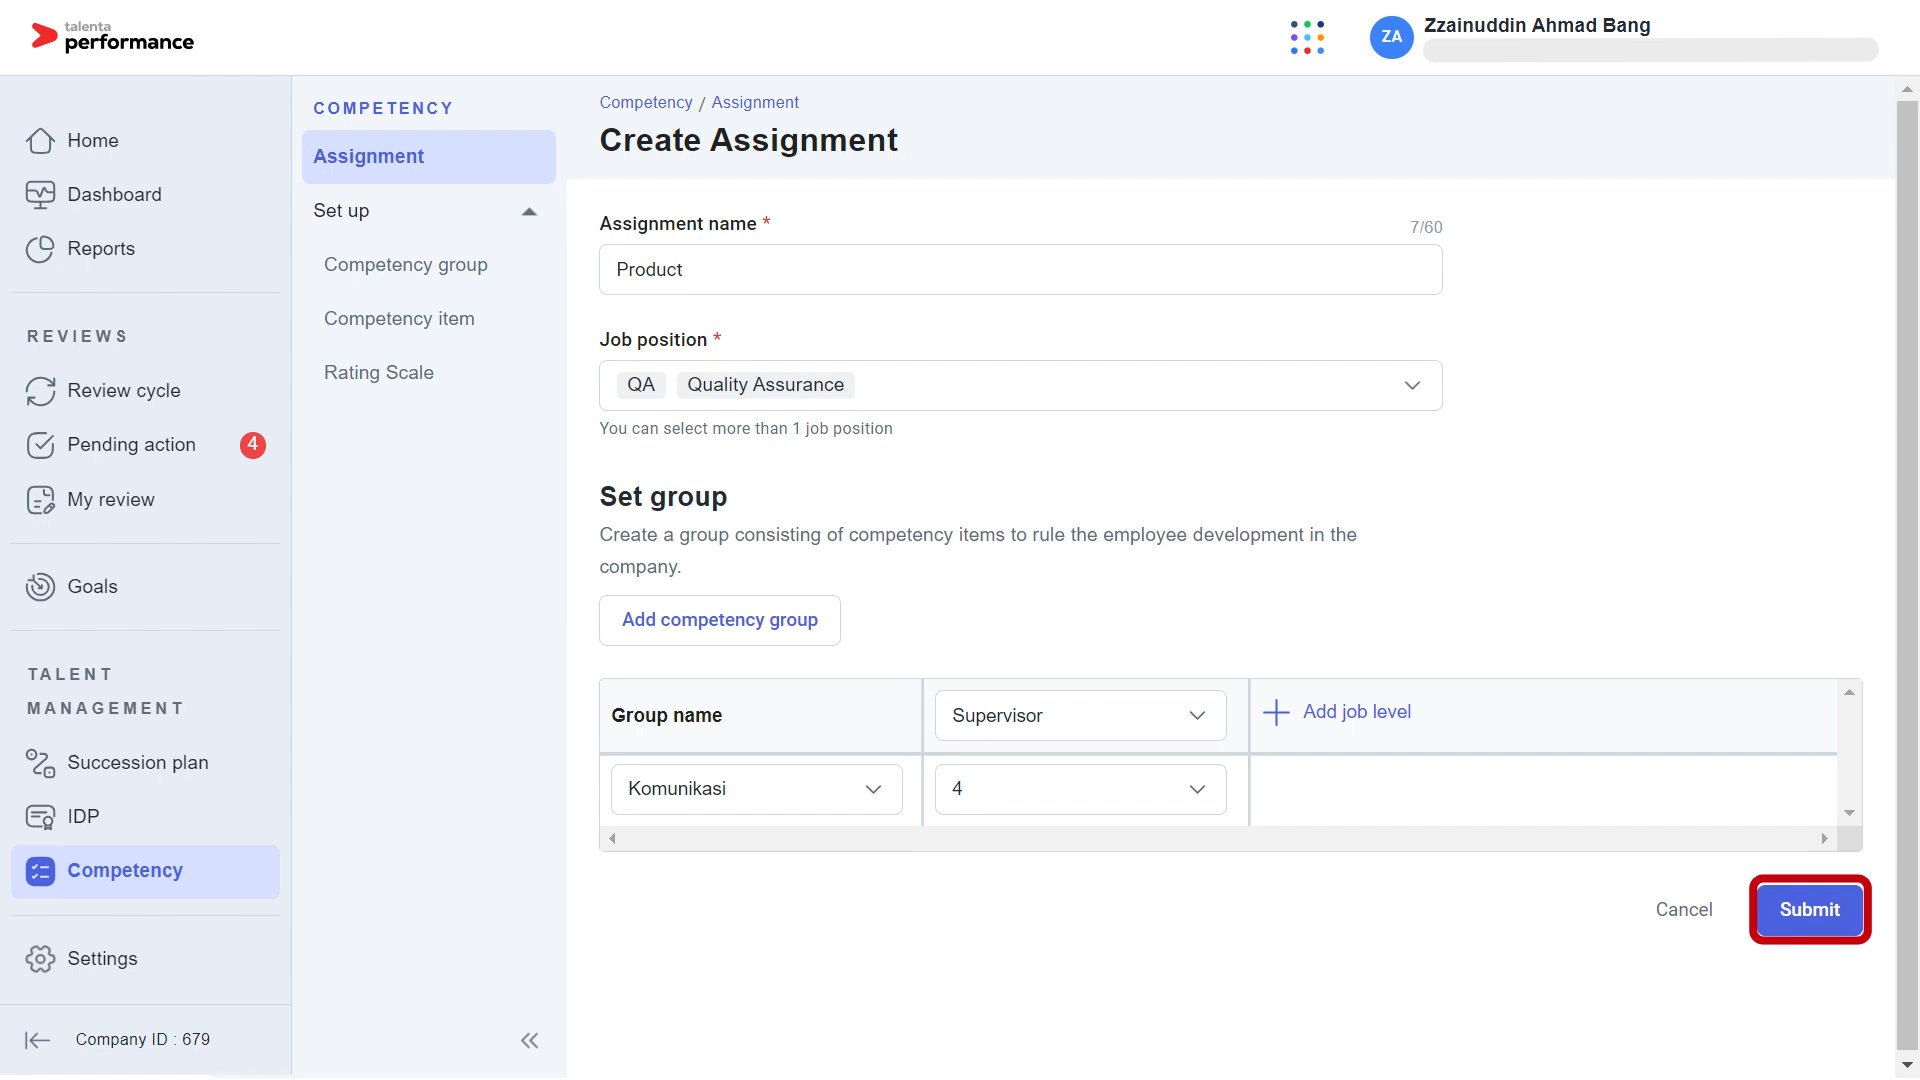 talenta
performance
ZA
Zzainuddin Ahmad Bang
Home
Dashboard
Reports
REVIEWS
Review cycle
Pending action
4
My review
Goals
TALENT
MANAGEMENT
Succession plan
IDP
Competency
Settings
Company ID : 679
COMPETENCY
Assignment
Set up
Competency group
Competency item
Rating Scale
Competency / Assignment
Create Assignment
Assignment name *
7/60
Product
Job position *
QA Quality Assurance
You can select more than 1 job position
Set group
Create a group consisting of competency items to rule the employee development in the
company.
Add competency group
Group name
Supervisor
Add job level
Komunikasi
4
Cancel
Submit